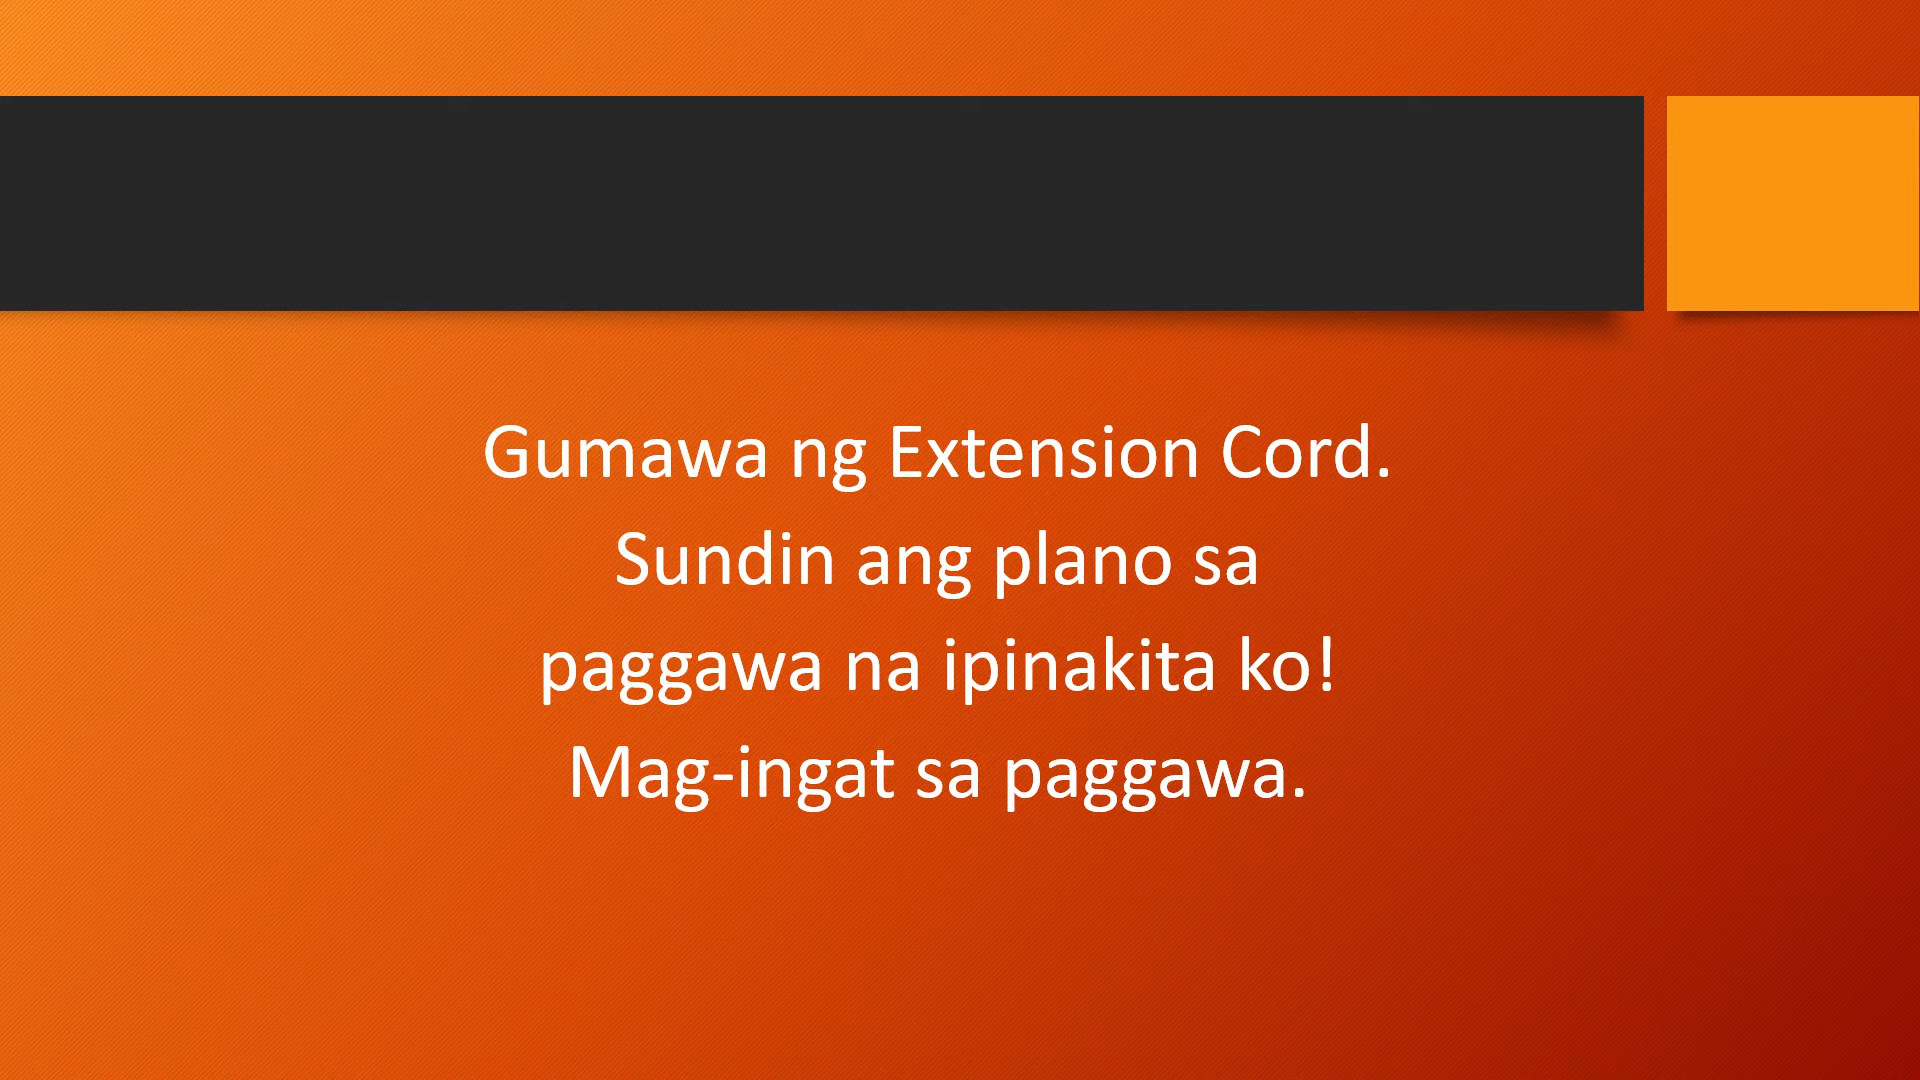 Gumawa ng Extension Cord.
Sundin ang plano sa
paggawa na ipinakita ko!
Mag-ingat sa paggawa.